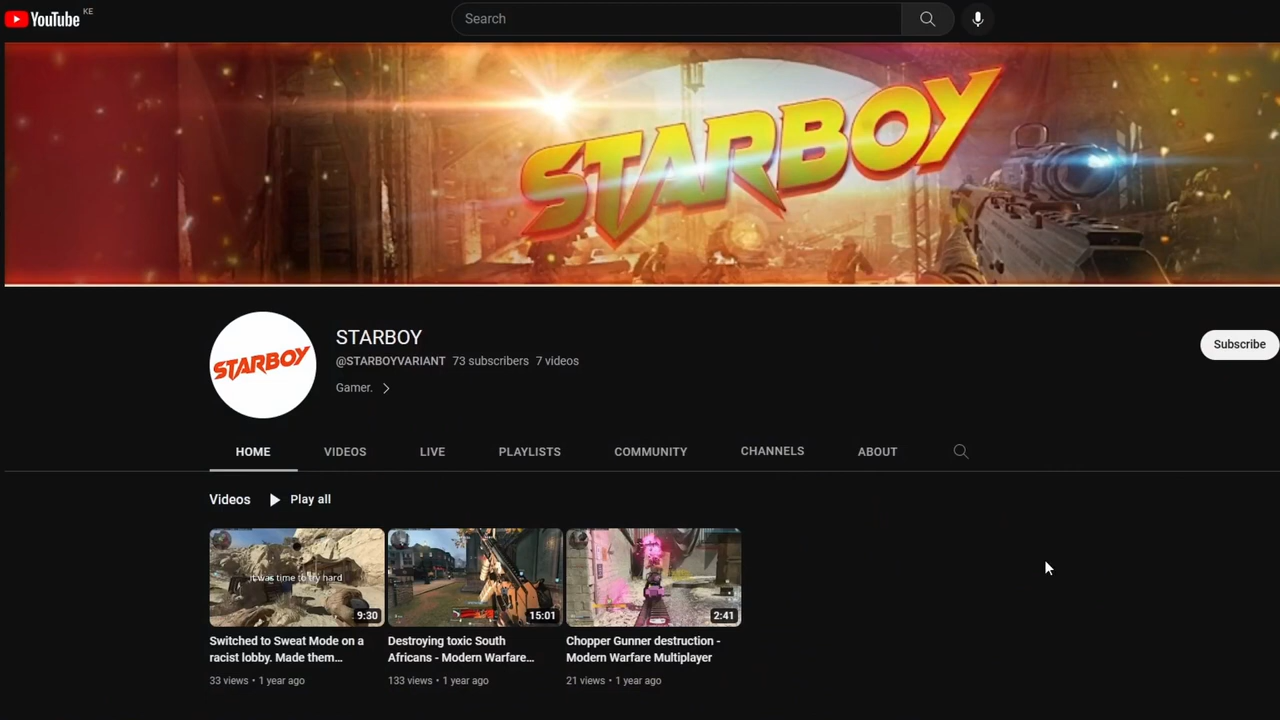 YouTube KE
Search
STARBOY
STARBOY
STARBOY
@STARBOYVARIANT 73 subscribers 7 videos
Gamer.
Subscribe
HOME VIDEOS LIVE PLAYLISTS COMMUNITY CHANNELS ABOUT
Videos Play all
it was time to try hard
9:30
15:01
2:41
Switched to Sweat Mode on a
racist lobby. Made them…
33 views • 1 year ago
Destroying toxic South
Africans - Modern Warfare…
133 views • 1 year ago
Chopper Gunner destruction -
Modern Warfare Multiplayer
21 views • 1 year ago